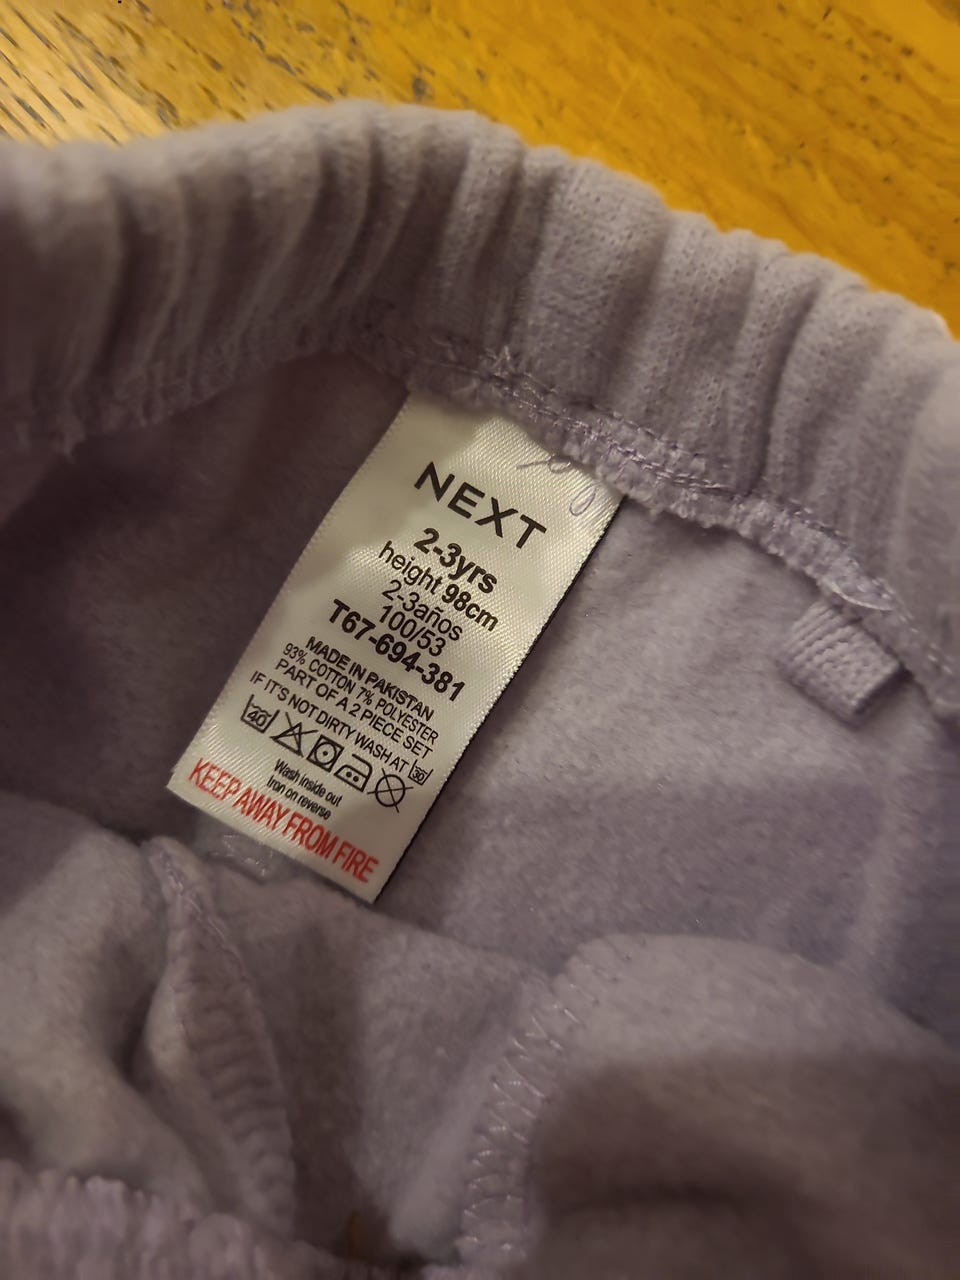 NEXT
2-3yrs
height 98cm
2-3años
100/53
T67-694-381
MADE IN PAKISTAN
93% COTTON 7% POLYESTER
PART OF A 2 PIECE SET
IF IT'S NOT DIRTY WASH AT 30
40
Wash inside out
Iron on reverse
KEEP AWAY FROM FIRE